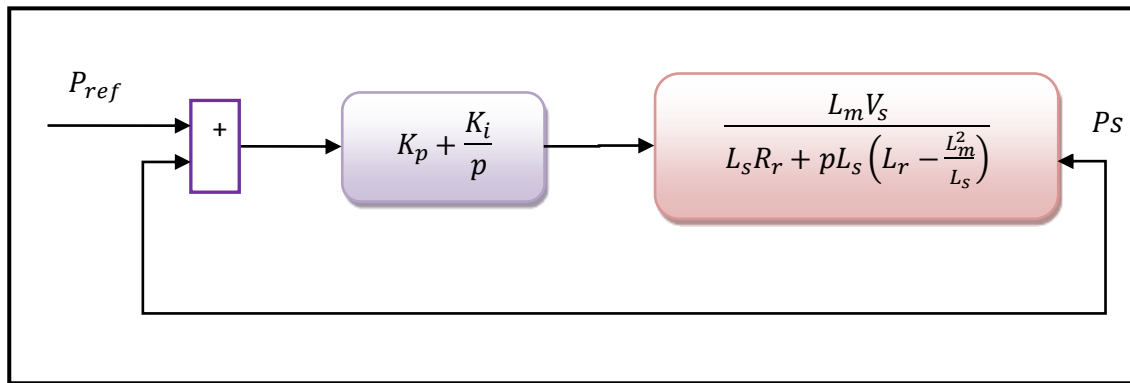 P_{ref}
+
K_p + \frac{K_i}{p}
\frac{L_m V_s}{L_s R_r + p L_s \left( L_r - \frac{L_m^2}{L_s} \right)}
Ps